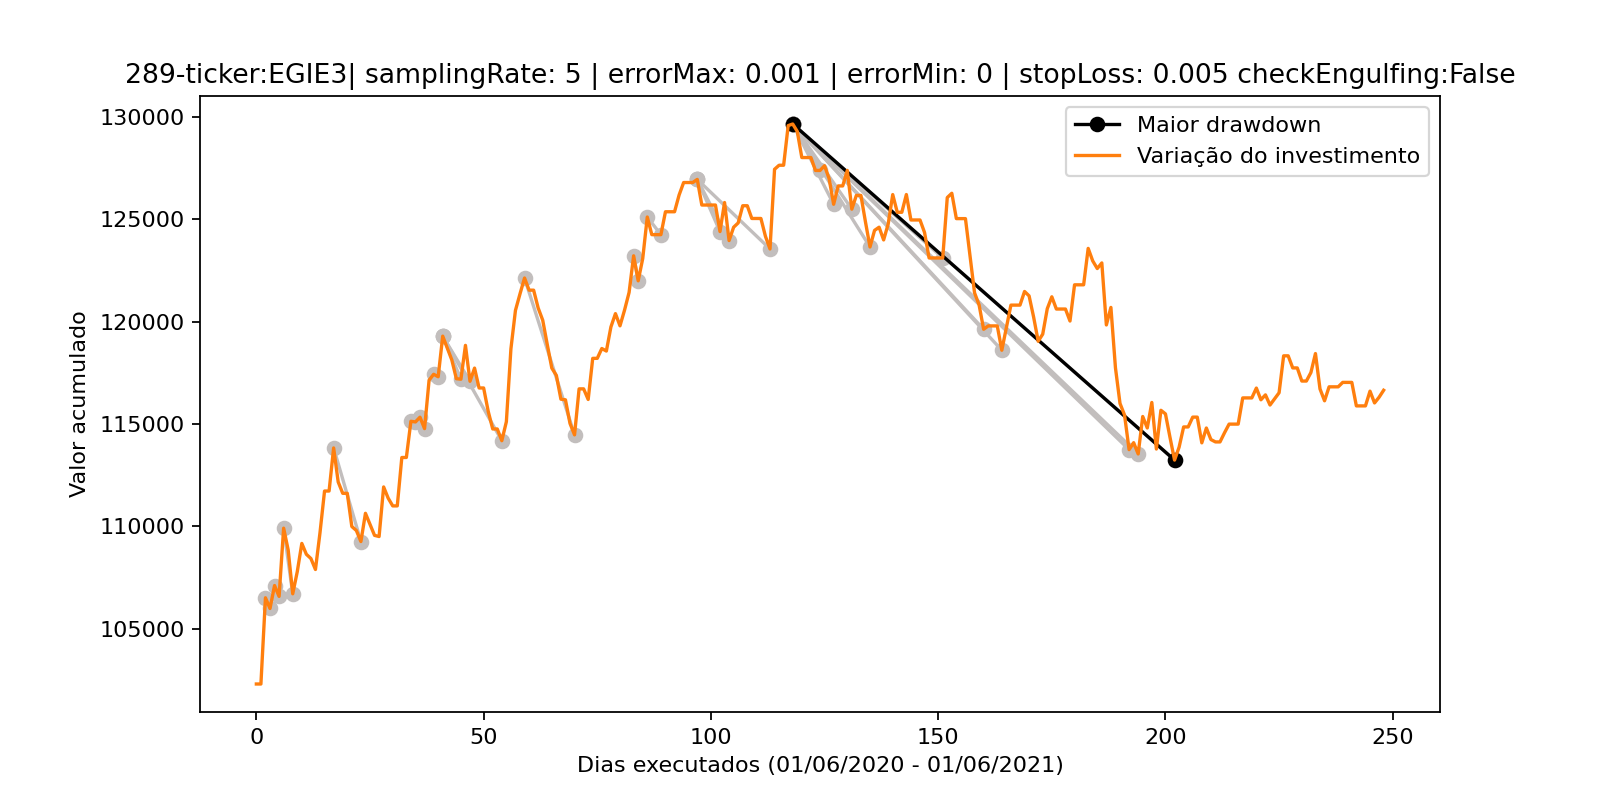 289-ticker:EGIE3| samplingRate: 5 | errorMax: 0.001 | errorMin: 0 | stopLoss: 0.005 checkEngulfing:False
Maior drawdown
Variação do investimento
Valor acumulado
130000
125000
120000
115000
110000
105000
0
50
100
150
200
250
Dias executados (01/06/2020 - 01/06/2021)